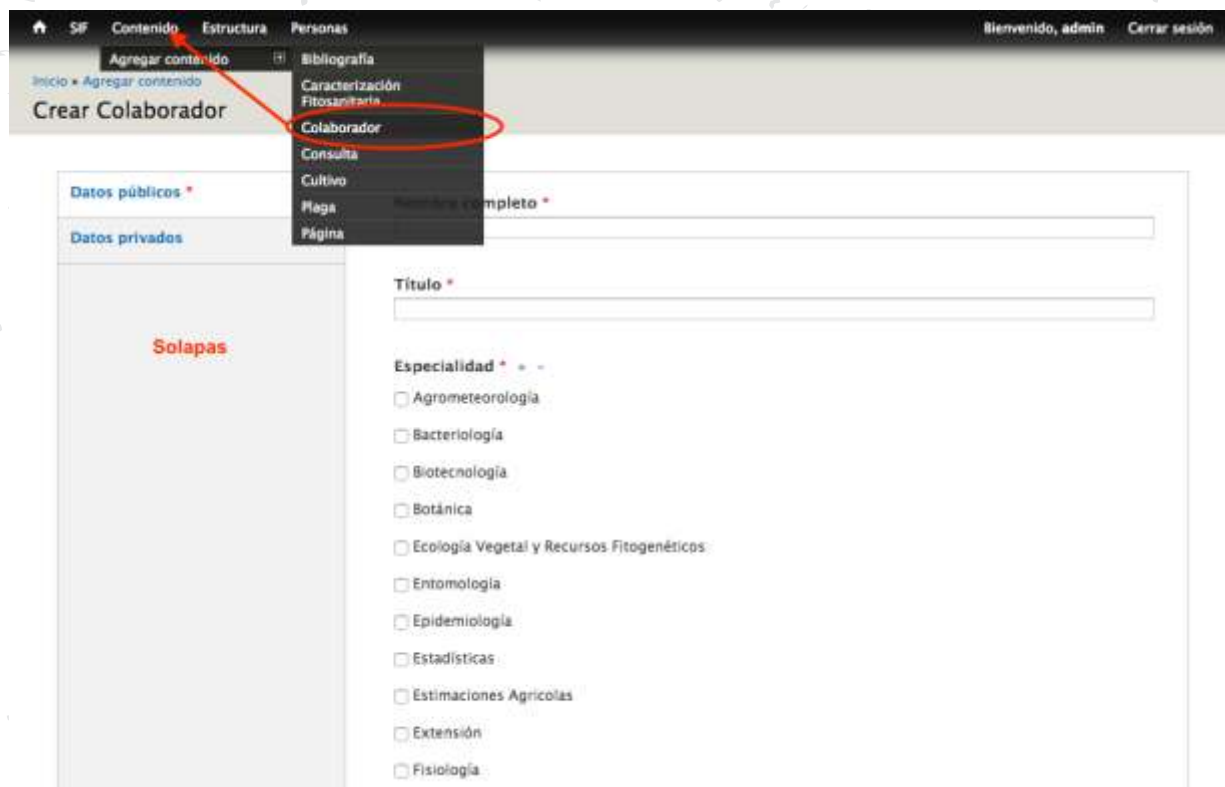 SIF Contenido Estructura Personas Bienvenido, admin Cerrar sesión
Agregar contenido Bibliografía
Inicio » Agregar contenido
Caracterización
Fitosanitaria
Crear Colaborador
Colaborador
Consulta
Cultivo
Plaga
Página
Datos públicos *
Datos privados
Solapas
completo *
Título *
Especialidad *
Agrometeorología
Bacteriología
Biotecnología
Botánica
Ecología Vegetal y Recursos Fitogenéticos
Entomología
Epidemiología
Estadísticas
Estimaciones Agricolas
Extensión
Fisiología